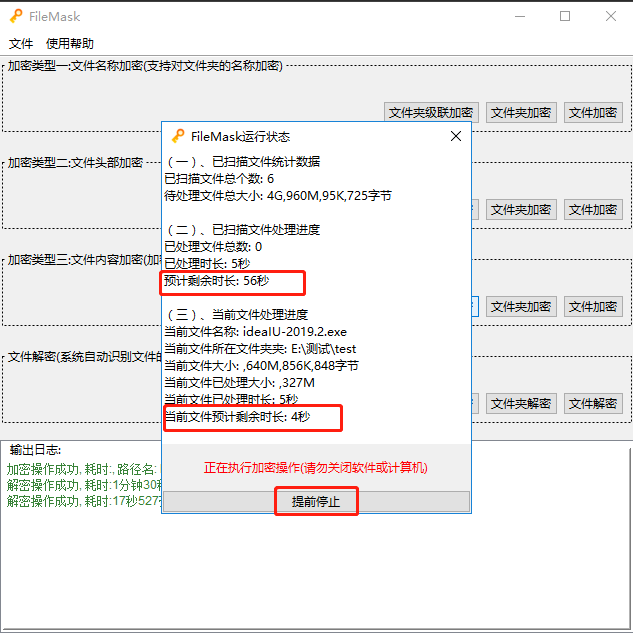 FileMask
文件 使用帮助
加密类型一:文件名称加密(支持对文件夹的名称加密)
文件夹级联加密 文件夹加密 文件加密
FileMask运行状态
(一)、已扫描文件统计数据
已扫描文件总个数: 6
待处理文件总大小: 4G,960M,95K,725字节
(二)、已扫描文件处理进度
已处理文件总数: 0
已处理时长: 5秒
预计剩余时长: 56秒
(三)、当前文件处理进度
当前文件名称: ideaIU-2019.2.exe
当前文件所在文件夹夹: E:\测试\test
当前文件大小: ,640M,856K,848字节
当前文件已处理大小: ,327M
当前文件已处理时长: 5秒
当前文件预计剩余时长: 4秒
正在执行加密操作(请勿关闭软件或计算机)
提前停止
加密类型二:文件头部加密
文件夹加密 文件加密
加密类型三:文件内容加密(加
文件夹加密 文件加密
文件解密(系统自动识别文件的
文件夹解密 文件解密
输出日志:
加密操作成功, 耗时:, 路径名:
解密操作成功, 耗时:1分钟30秒
解密操作成功, 耗时:17秒527